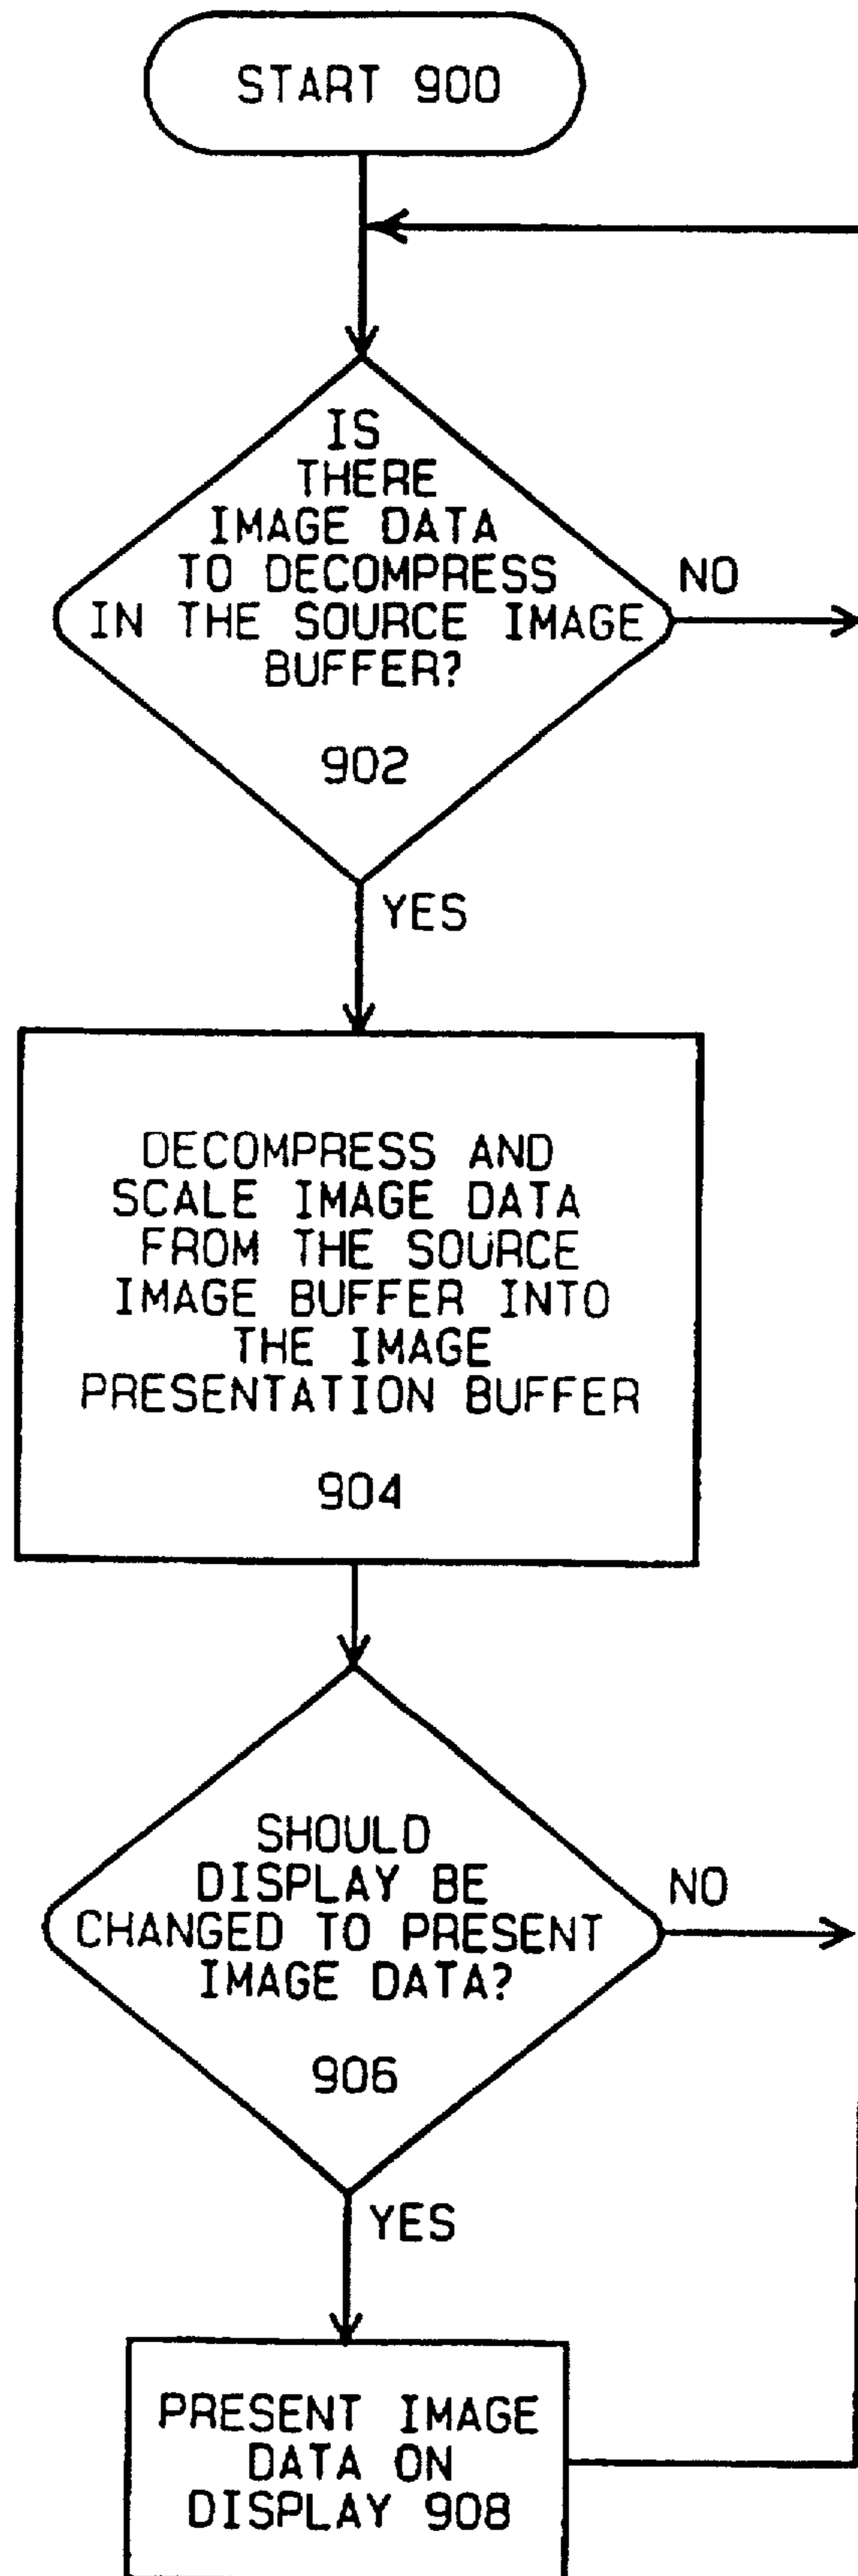 START 900
IS
THERE
IMAGE DATA
TO DECOMPRESS
IN THE SOURCE IMAGE
BUFFER?
902
NO
YES
DECOMPRESS AND
SCALE IMAGE DATA
FROM THE SOURCE
IMAGE BUFFER INTO
THE IMAGE
PRESENTATION BUFFER
904
SHOULD
DISPLAY BE
CHANGED TO PRESENT
IMAGE DATA?
906
NO
YES
PRESENT IMAGE
DATA ON
DISPLAY 908